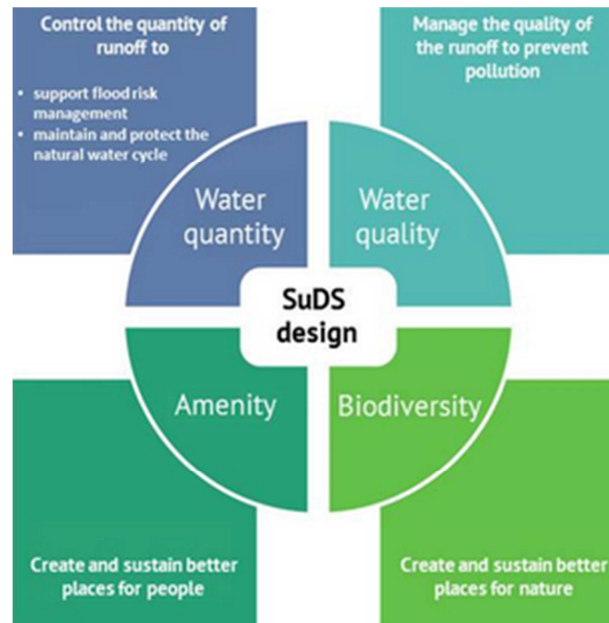 Control the quantity of
runoff to
• support flood risk
management
• maintain and protect the
natural water cycle
Manage the quality of
the runoff to prevent
pollution
Water
quantity
Water
quality
SuDS
design
Amenity
Biodiversity
Create and sustain better
places for people
Create and sustain better
places for nature